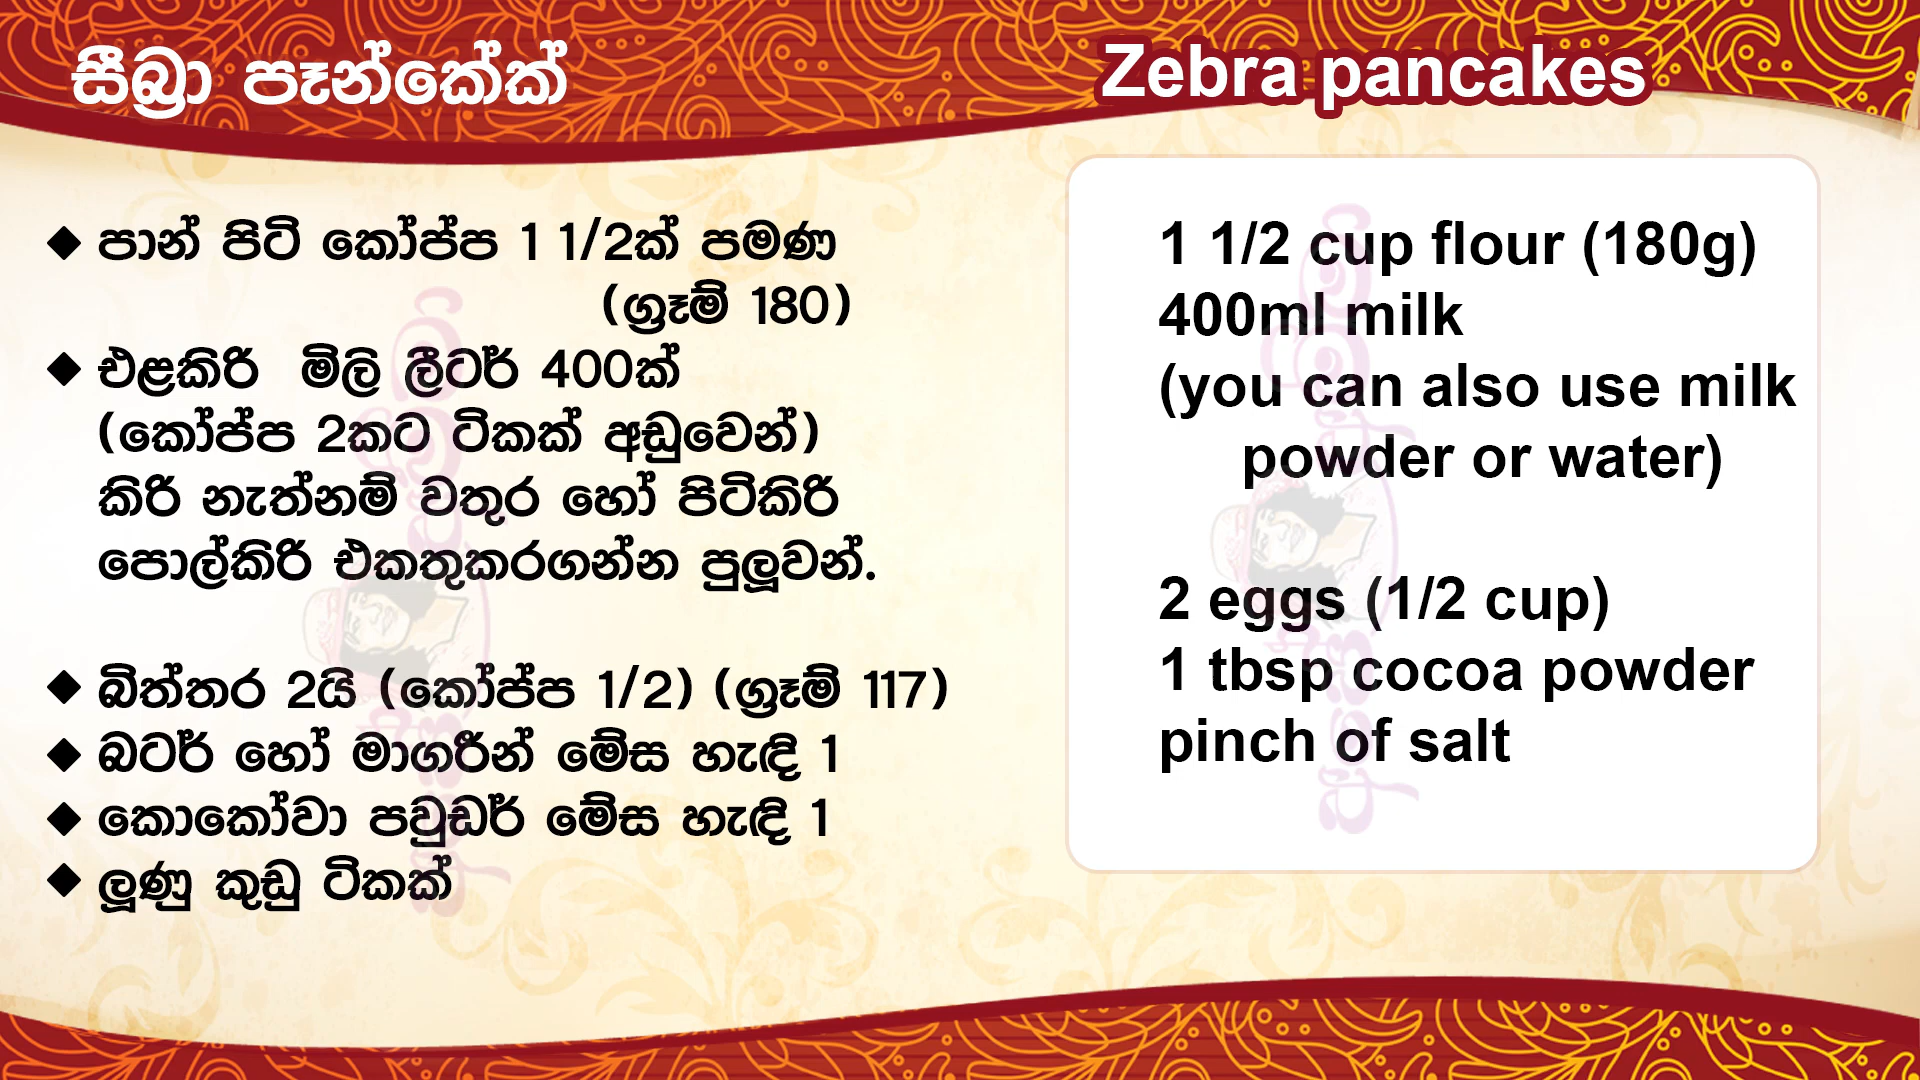 සීබ්‍රා පෑන්කේක්
Zebra pancakes
◆ පාන් පිටි කෝප්ප 1 1/2ක් පමණ
(ග්‍රෑම් 180)
◆ එළකිරි මිලි ලීටර් 400ක්
(කෝප්ප 2කට ටිකක් අඩුවෙන්)
කිරි නැත්නම් වතුර හෝ පිටිකිරි
පොල්කිරි එකතුකරගන්න පුලූවන්.
◆ බිත්තර 2යි (කෝප්ප 1/2) (ග්‍රෑම් 117)
◆ බටර් හෝ මාගරීන් මේස හැඳි 1
◆ කොකෝවා පවුඩර් මේස හැඳි 1
◆ ලූණු කුඩු ටිකක්
1 1/2 cup flour (180g)
400ml milk
(you can also use milk
powder or water)
2 eggs (1/2 cup)
1 tbsp cocoa powder
pinch of salt